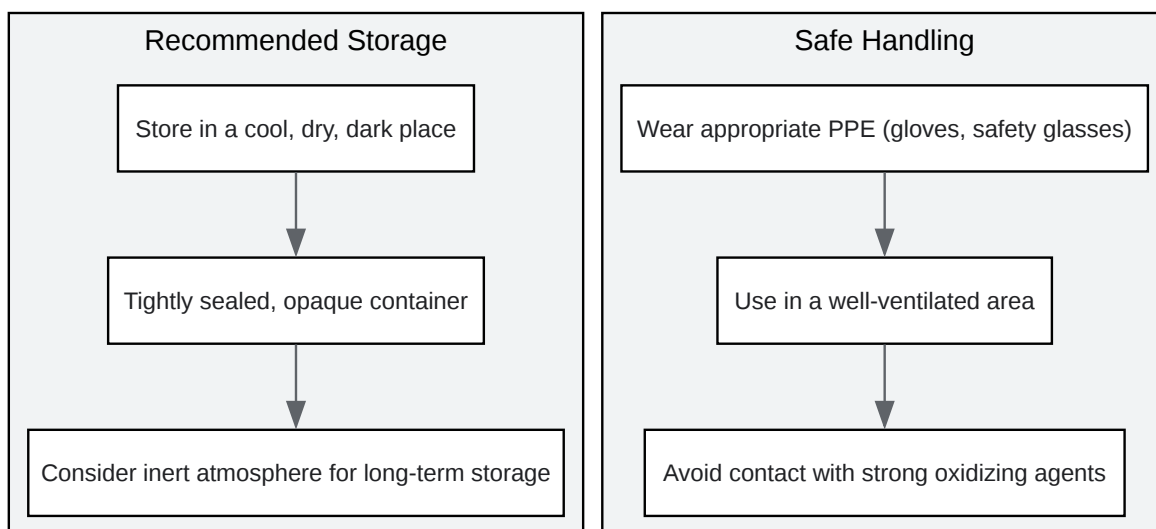 Recommended Storage
Store in a cool, dry, dark place
Tightly sealed, opaque container
Consider inert atmosphere for long-term storage
Safe Handling
Wear appropriate PPE (gloves, safety glasses)
Use in a well-ventilated area
Avoid contact with strong oxidizing agents